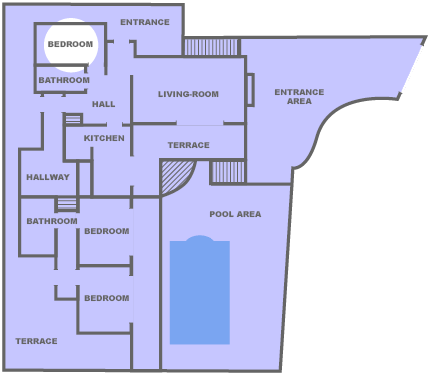 ENTRANCE
BEDROOM
BATHROOM
HALL
LIVING-ROOM
ENTRANCE
AREA
KITCHEN
TERRACE
HALLWAY
BATHROOM
POOL AREA
BEDROOM
BEDROOM
TERRACE